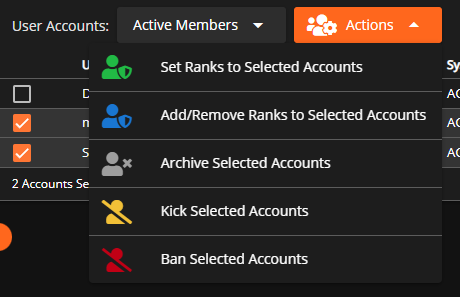 User Accounts:
Active Members
Actions
Set Ranks to Selected Accounts
Add/Remove Ranks to Selected Accounts
Archive Selected Accounts
Kick Selected Accounts
Ban Selected Accounts
2 Accounts Se